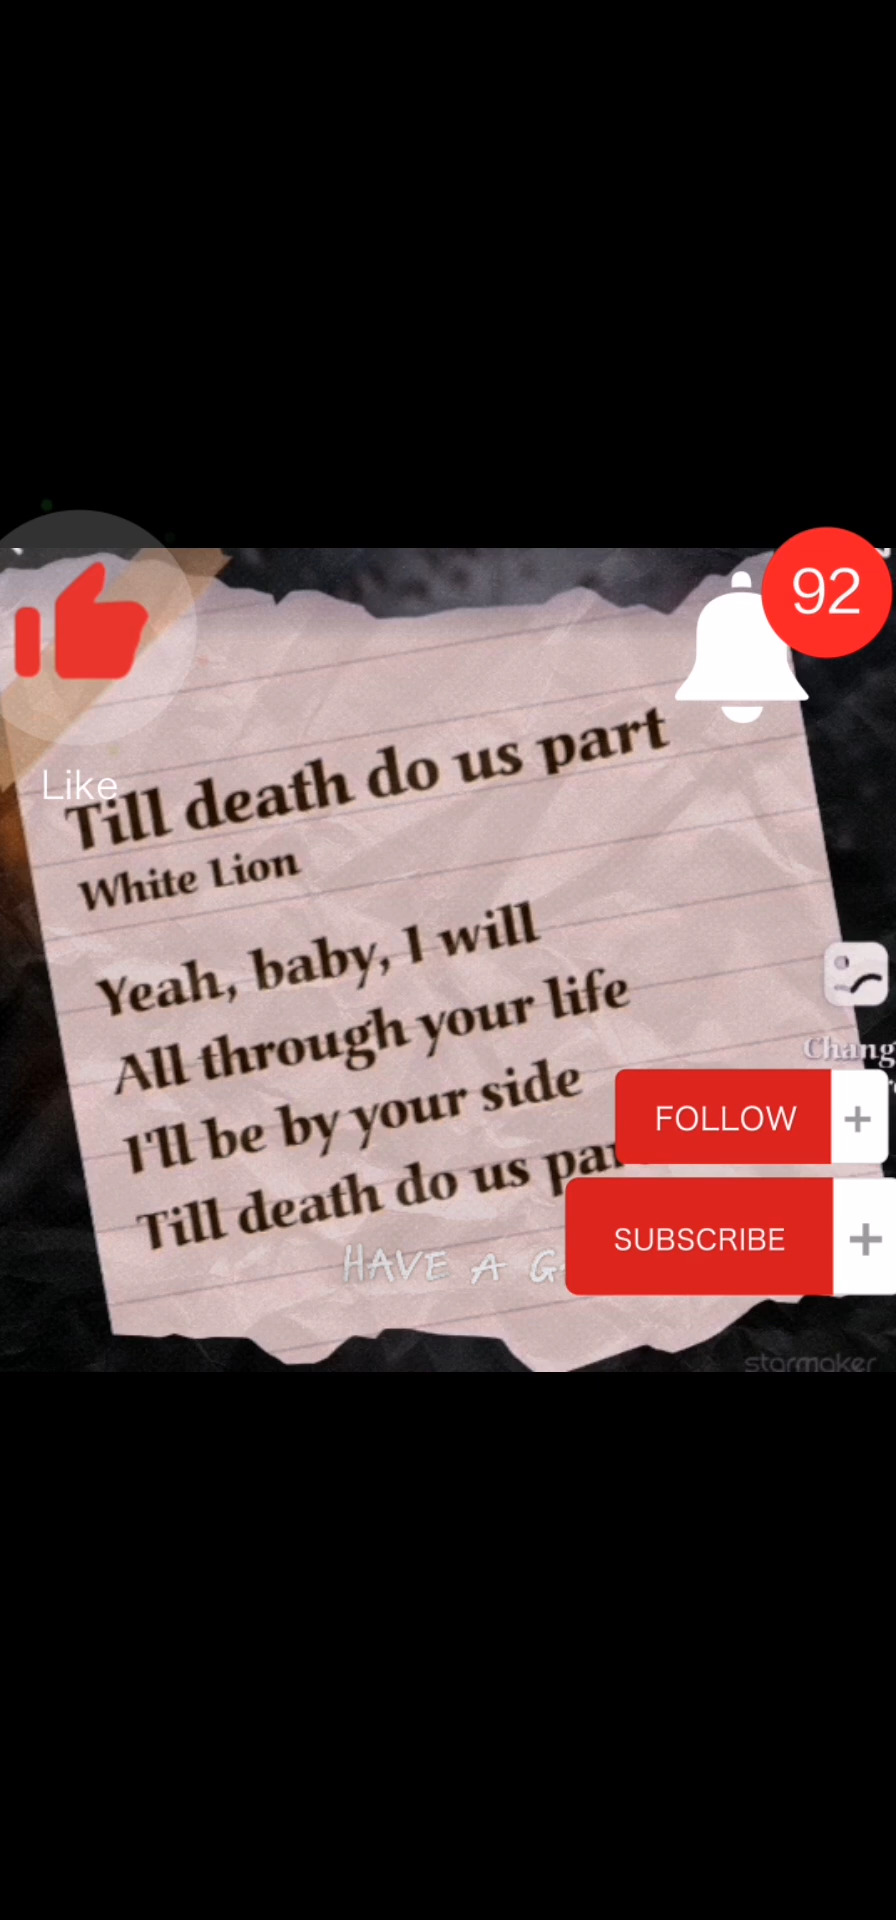 92
Like
Till death do us part
White Lion
Yeah, baby, I will
All through your life
I'll be by your side
Till death do us
Chang
FOLLOW +
SUBSCRIBE +
HAVE A
starmaker